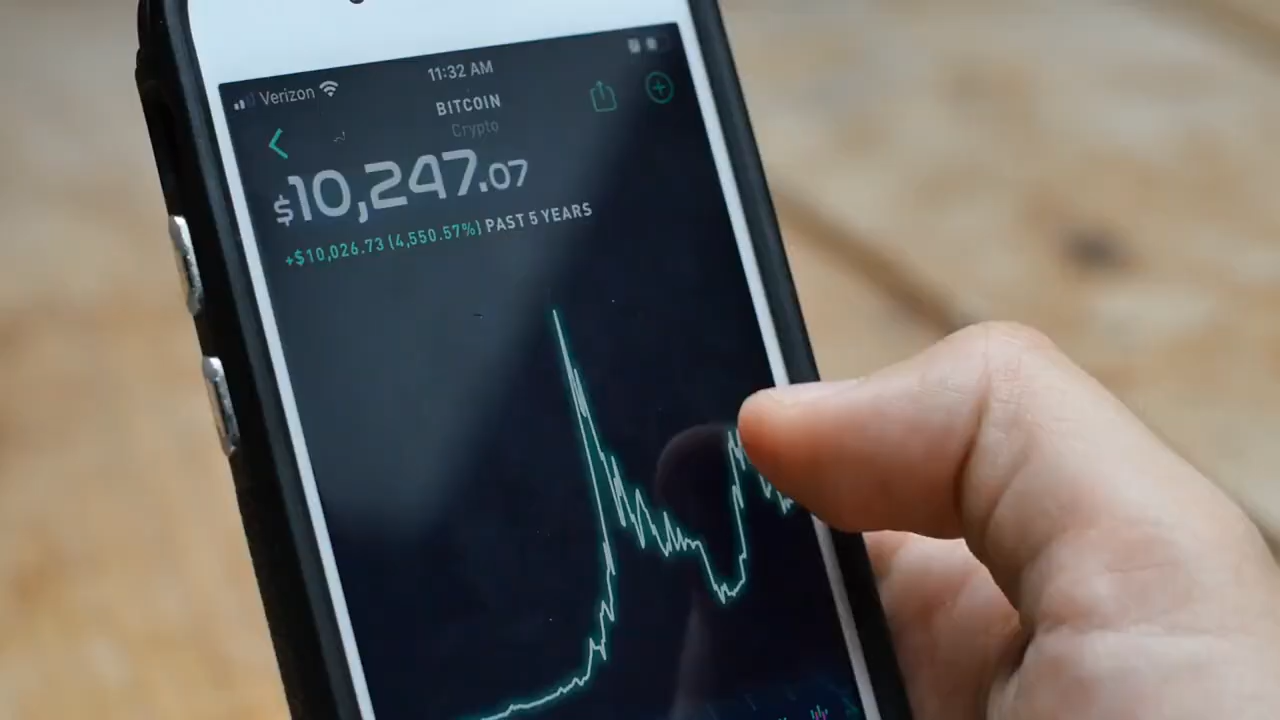 Verizon
11:32 AM
BITCOIN
Crypto
$10,247.07
+$10,026.73 (4,550.57%) PAST 5 YEARS